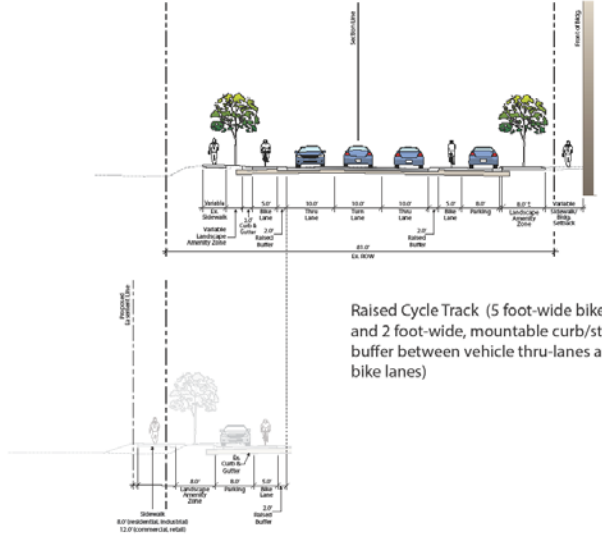 Section Line
Front of Bldg.
Variable
Ex.
Sidewalk
Variable
Landscape
Amenity Zone
Curb &
Gutter
5.0'
Bike
Lane
2.0'
Raised
Buffer
10.0'
Thru
Lane
10.0'
Turn
Lane
10.0'
Thru
Lane
2.0'
Raised
Buffer
5.0'
Bike
Lane
8.0'
Parking
8.0' ±
Landscape
Amenity
Zone
Variable
Sidewalk/
Bldg.
Setback
Ex. ROW
Proposed
Easement Line
Raised Cycle Track (5 foot-wide bike
and 2 foot-wide, mountable curb/st
buffer between vehicle thru-lanes a
bike lanes)
Ex.
Curb &
Gutter
8.0'
Landscape
Amenity
Zone
8.0'
Parking
5.0'
Bike
Lane
2.0'
Raised
Buffer
Sidewalk
8.0' (residential, industrial)
12.0' (commercial, retail)